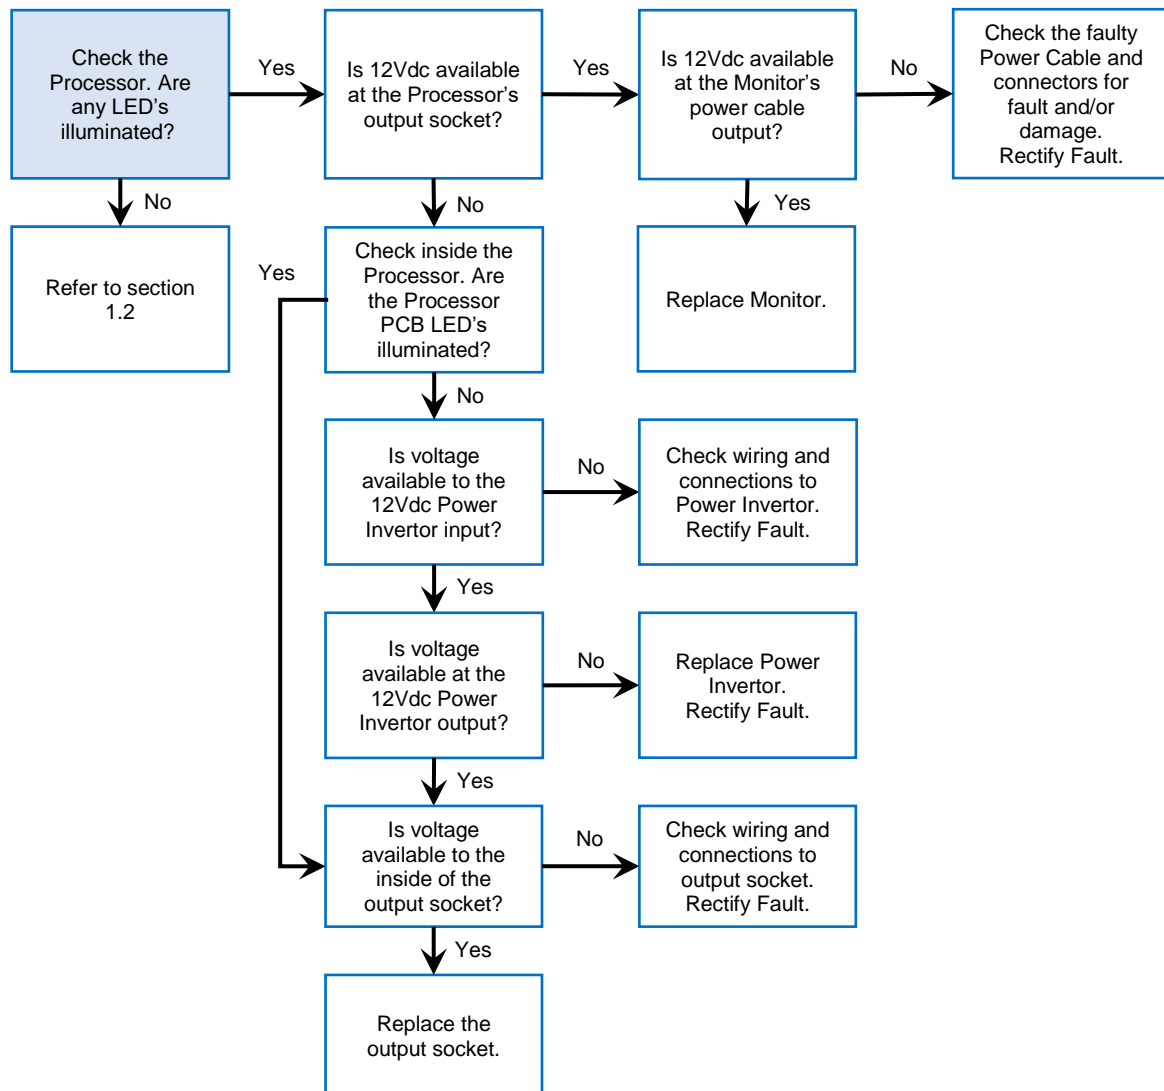 Check the
Processor. Are
any LED’s
illuminated?
Yes
Is 12Vdc available
at the Processor’s
output socket?
Yes
Is 12Vdc available
at the Monitor’s
power cable
output?
No
Check the faulty
Power Cable and
connectors for
fault and/or
damage.
Rectify Fault.
No
No
Yes
Refer to section
1.2
Yes
Check inside the
Processor. Are
the Processor
PCB LED’s
illuminated?
Replace Monitor.
No
Is voltage
available to the
12Vdc Power
Invertor input?
No
Check wiring and
connections to
Power Invertor.
Rectify Fault.
Yes
Is voltage
available at the
12Vdc Power
Invertor output?
No
Replace Power
Invertor.
Rectify Fault.
Yes
Is voltage
available to the
inside of the
output socket?
No
Check wiring and
connections to
output socket.
Rectify Fault.
Yes
Replace the
output socket.